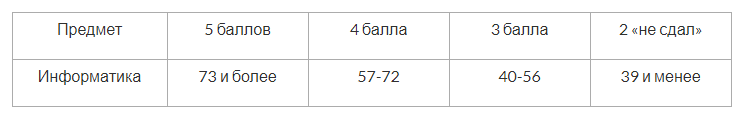 Предмет 5 баллов 4 балла 3 балла 2 «не сдал»
Информатика 73 и более 57-72 40-56 39 и менее